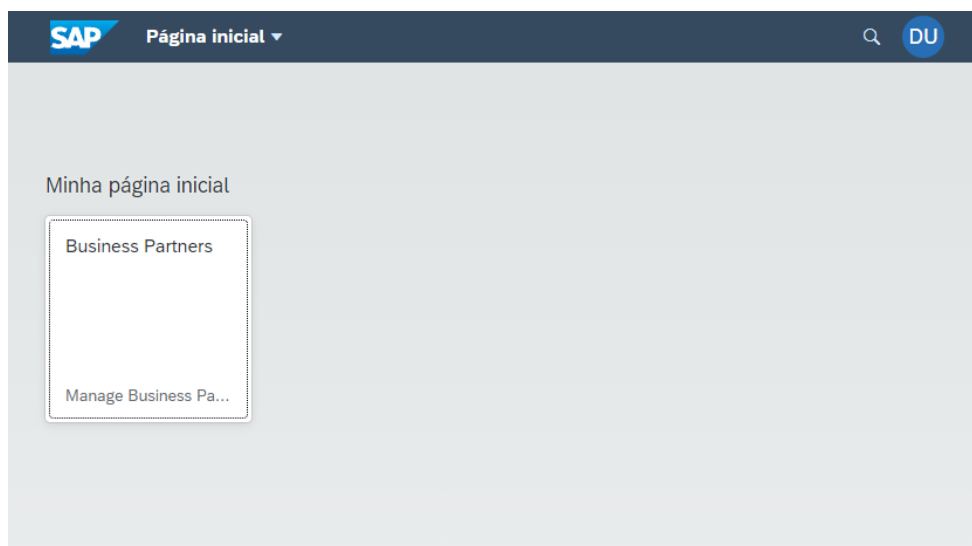 SAP Página inicial DU
Minha página inicial
Business Partners
Manage Business Pa...